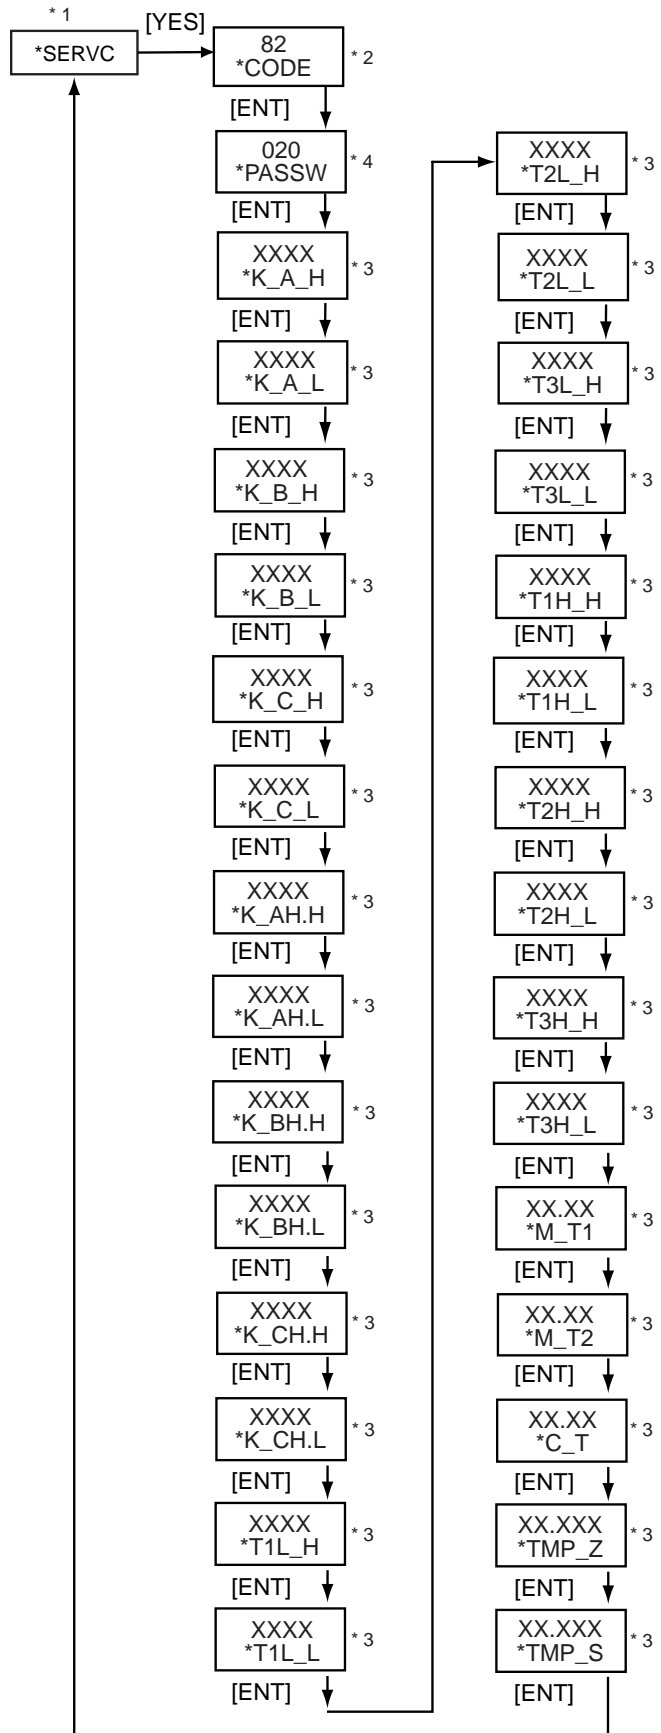 * 1
[YES]
*SERVC
82
*CODE
* 2
[ENT]
020
*PASSW
* 4
[ENT]
XXXX
*K_A_H
* 3
[ENT]
XXXX
*K_A_L
* 3
[ENT]
XXXX
*K_B_H
* 3
[ENT]
XXXX
*K_B_L
* 3
[ENT]
XXXX
*K_C_H
* 3
[ENT]
XXXX
*K_C_L
* 3
[ENT]
XXXX
*K_AH.H
* 3
[ENT]
XXXX
*K_AH.L
* 3
[ENT]
XXXX
*K_BH.H
* 3
[ENT]
XXXX
*K_BH.L
* 3
[ENT]
XXXX
*K_CH.H
* 3
[ENT]
XXXX
*K_CH.L
* 3
[ENT]
XXXX
*T1L_H
* 3
[ENT]
XXXX
*T1L_L
* 3
[ENT]
XXXX
*T2L_H
* 3
[ENT]
XXXX
*T2L_L
* 3
[ENT]
XXXX
*T3L_H
* 3
[ENT]
XXXX
*T3L_L
* 3
[ENT]
XXXX
*T1H_H
* 3
[ENT]
XXXX
*T1H_L
* 3
[ENT]
XXXX
*T2H_H
* 3
[ENT]
XXXX
*T2H_L
* 3
[ENT]
XXXX
*T3H_H
* 3
[ENT]
XXXX
*T3H_L
* 3
[ENT]
XX.XX
*M_T1
* 3
[ENT]
XX.XX
*M_T2
* 3
[ENT]
XX.XX
*C_T
* 3
[ENT]
XX.XXX
*TMP_Z
* 3
[ENT]
XX.XXX
*TMP_S
* 3
[ENT]